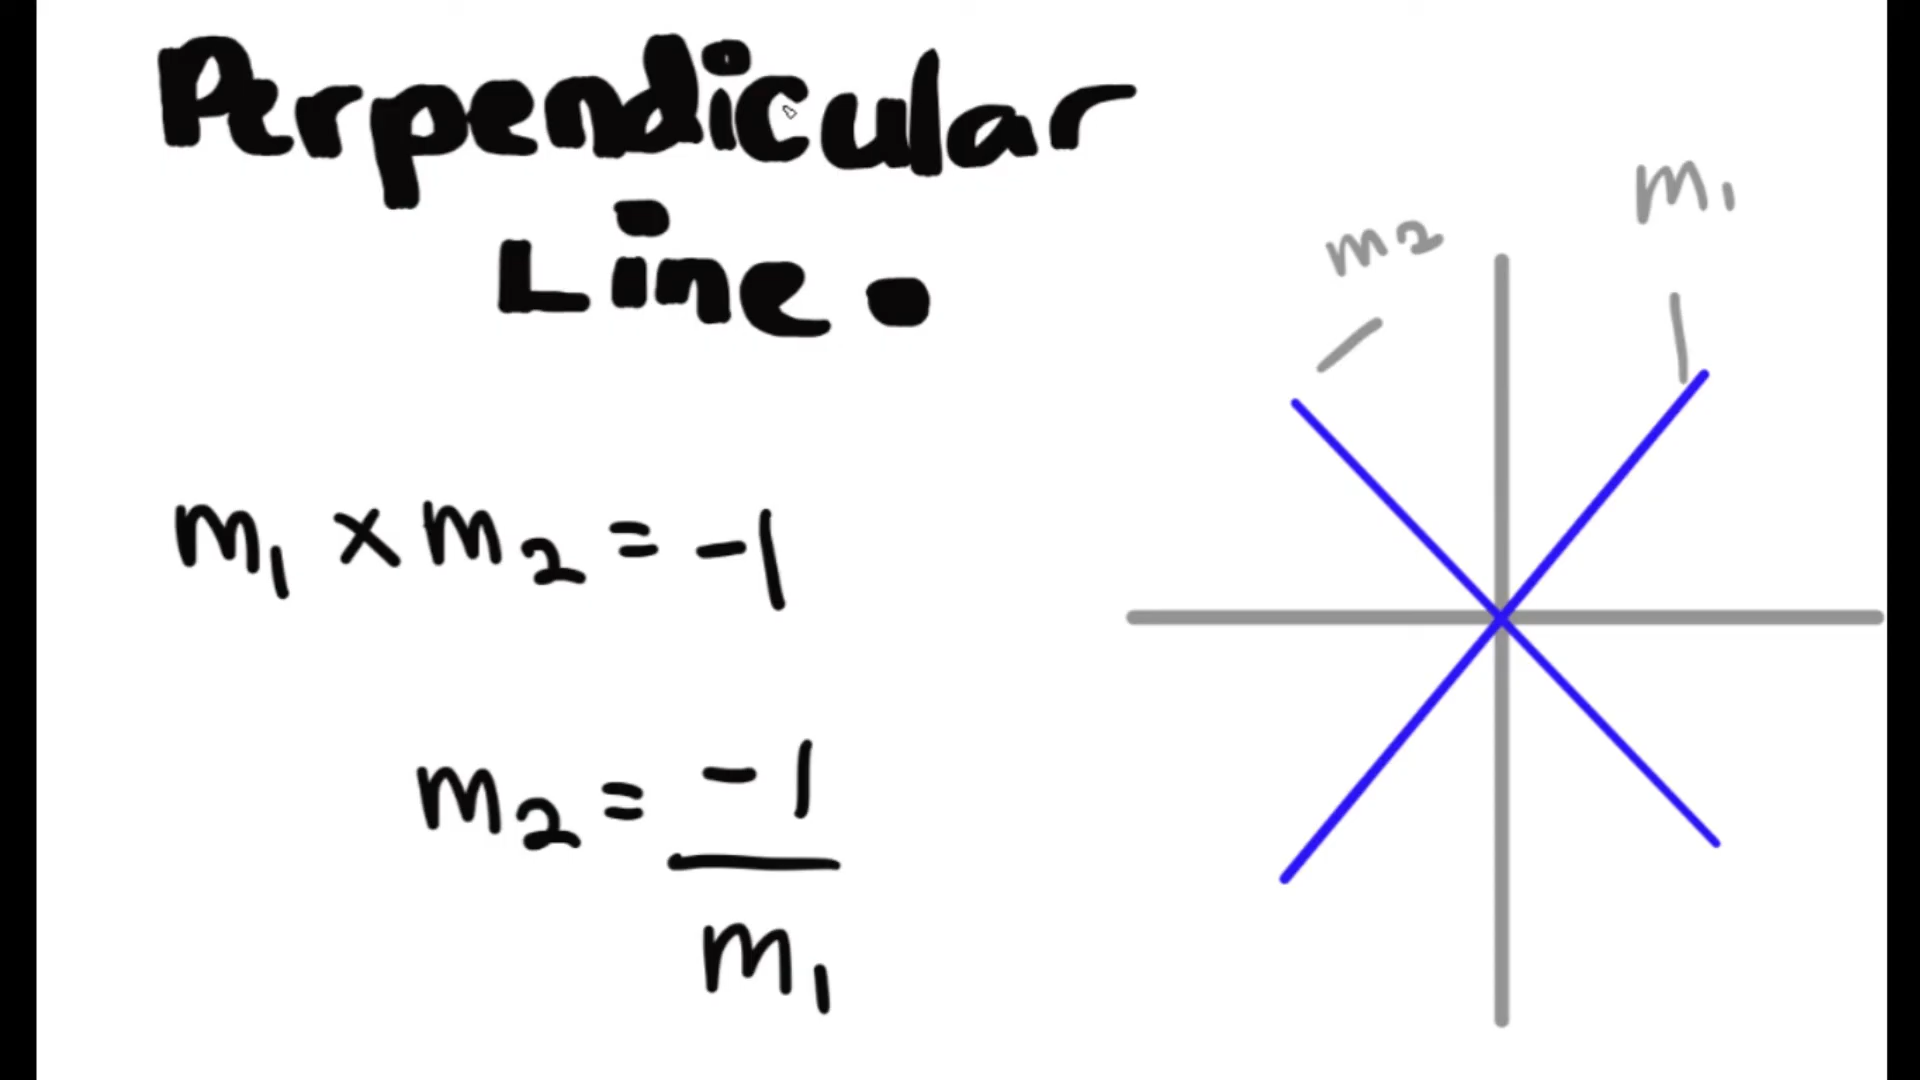 Perpendicular
Line.
m₁ × m₂ = -1
m₂ = -1
m₁
m₂
m₁